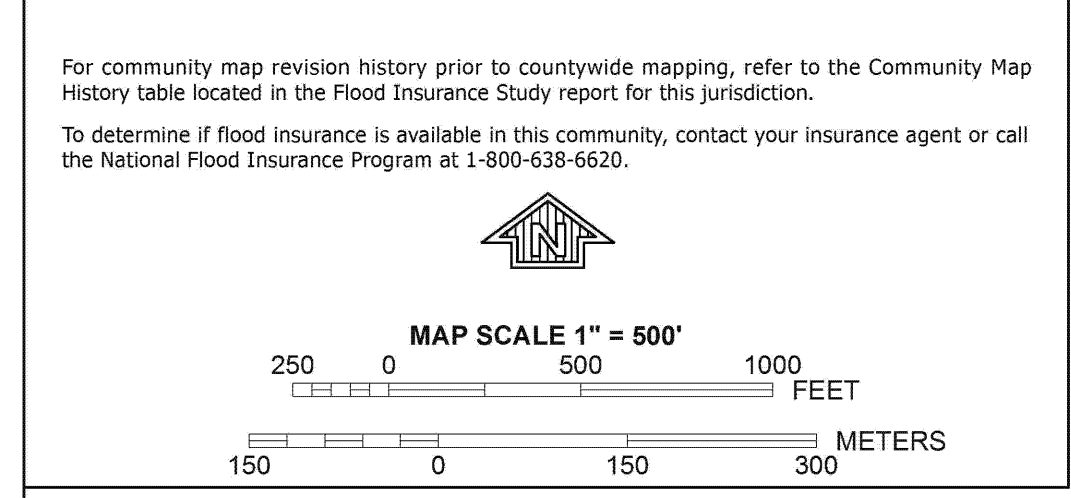 For community map revision history prior to countywide mapping, refer to the Community Map
History table located in the Flood Insurance Study report for this jurisdiction.
To determine if flood insurance is available in this community, contact your insurance agent or call
the National Flood Insurance Program at 1-800-638-6620.
N
MAP SCALE 1" = 500'
250 0 500 1000
FEET
METERS
150 0 150 300